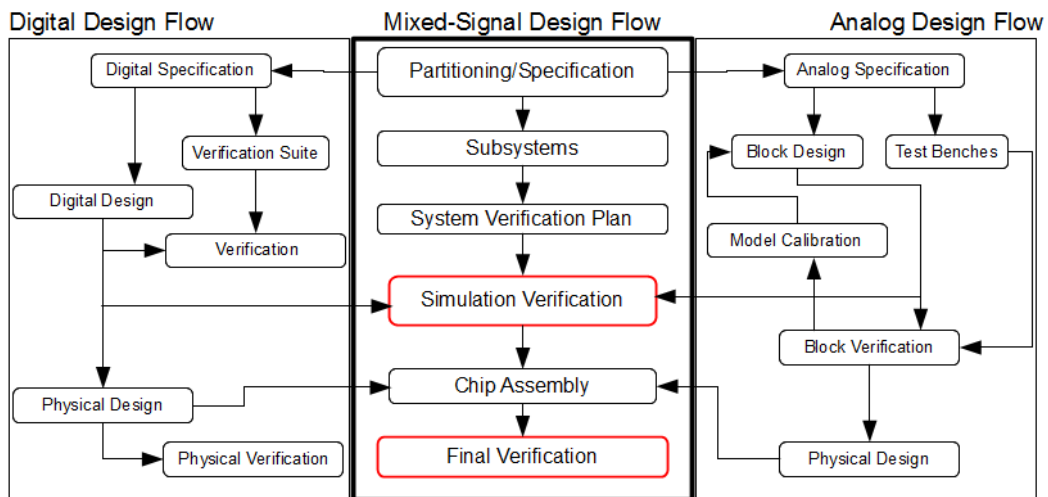 Digital Design Flow
Mixed-Signal Design Flow
Analog Design Flow
Digital Specification
Partitioning/Specification
Analog Specification
Verification Suite
Subsystems
Block Design
Test Benches
Digital Design
System Verification Plan
Verification
Model Calibration
Simulation Verification
Block Verification
Physical Design
Chip Assembly
Physical Verification
Final Verification
Physical Design